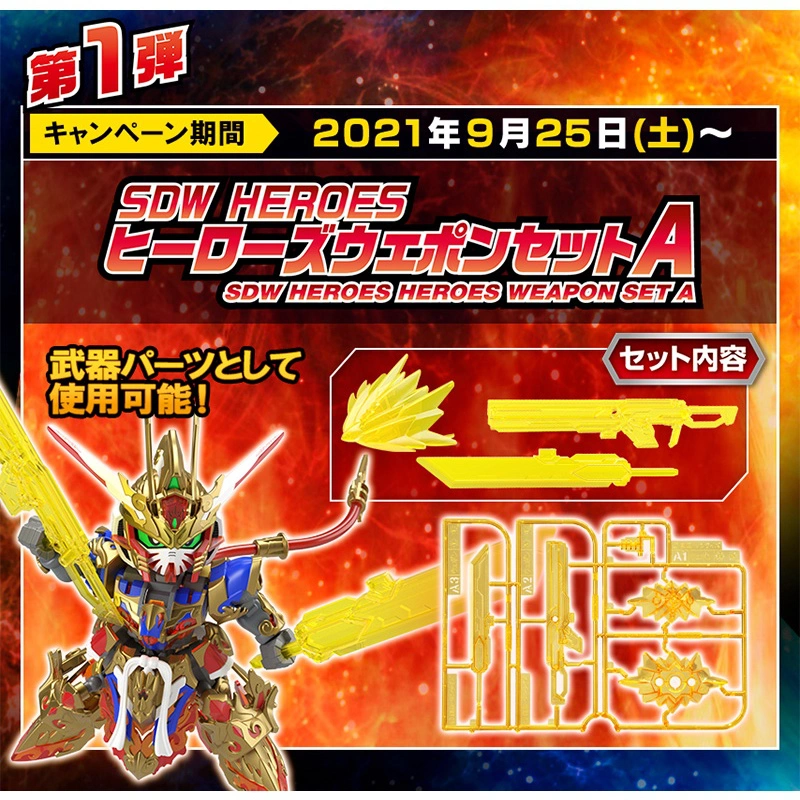 第1弾
キャンペーン期間
2021年9月25日(土)～
SDW HEROES
ヒーローズウェポンセットA
SDW HEROES HEROES WEAPON SET A
武器パーツとして
使用可能！
セット内容
A3
A2
A1